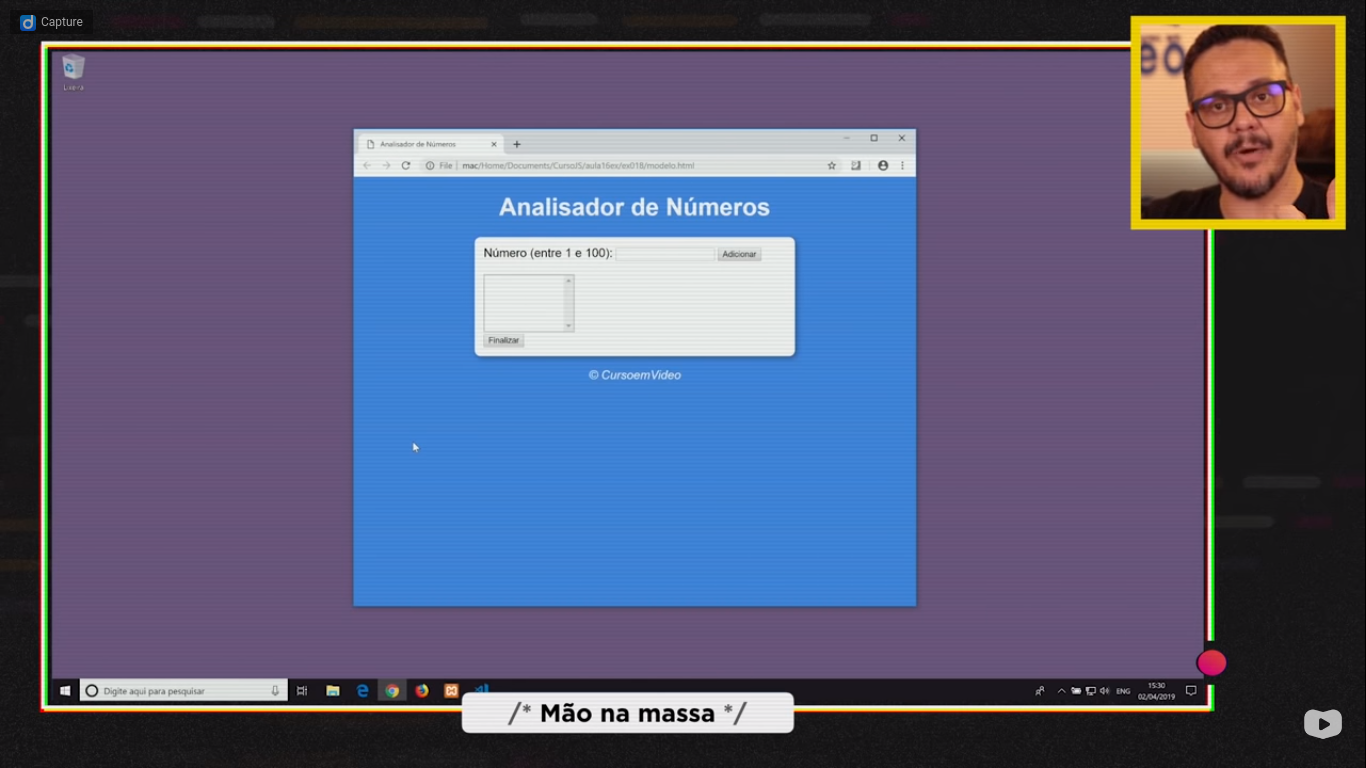 Capture
Lixeira
Analisador de Números
File | mac/Home/Documents/CursoJS/aula16ex/ex018/modelo.html
Analisador de Números
Número (entre 1 e 100):
Adicionar
Finalizar
© CursoemVideo
Digite aqui para pesquisar
ENG
15:30
02/04/2019
/* Mão na massa */